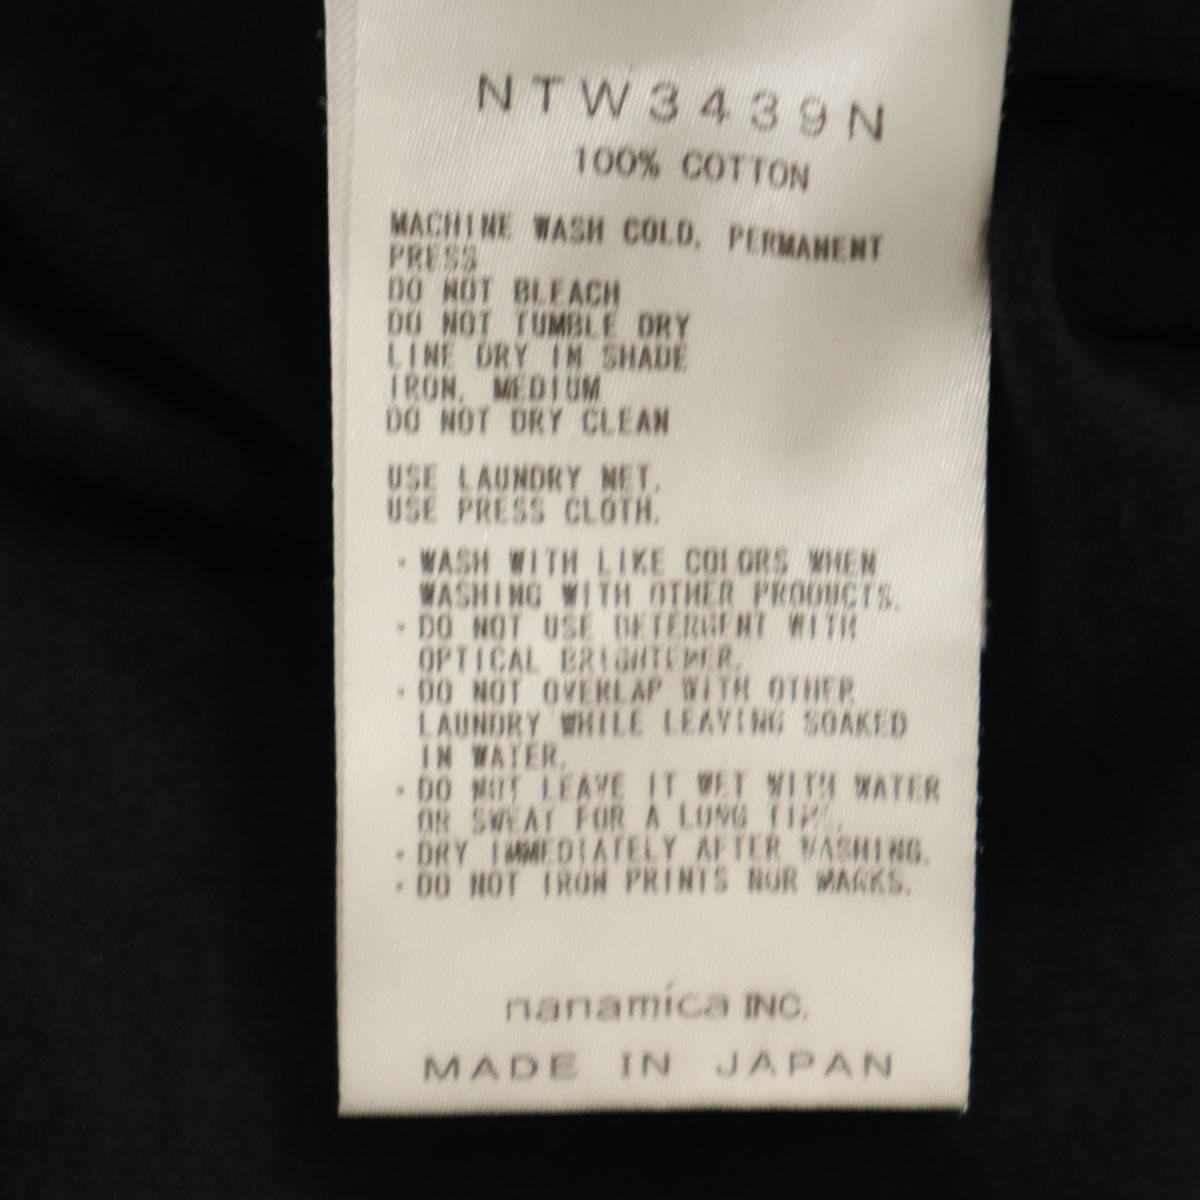 NTW3439N
100% COTTON
MACHINE WASH COLD, PERMANENT
PRESS
DO NOT BLEACH
DO NOT TUMBLE DRY
LINE DRY IN SHADE
IRON, MEDIUM
DO NOT DRY CLEAN
USE LAUNDRY NET.
USE PRESS CLOTH.
・WASH WITH LIKE COLORS WHEN
WASHING WITH OTHER PRODUCTS.
・DO NOT USE DETERGENT WITH
OPTICAL BRIGHTENER.
・DO NOT OVERLAP WITH OTHER
LAUNDRY WHILE LEAVING SOAKED
IN WATER.
・DO NOT LEAVE IT WET WITH WATER
OR SWEAT FOR A LONG TIME.
・DRY IMMEDIATELY AFTER WASHING.
・DO NOT IRON PRINTS NOR MARKS.
nanamica INC.
MADE IN JAPAN